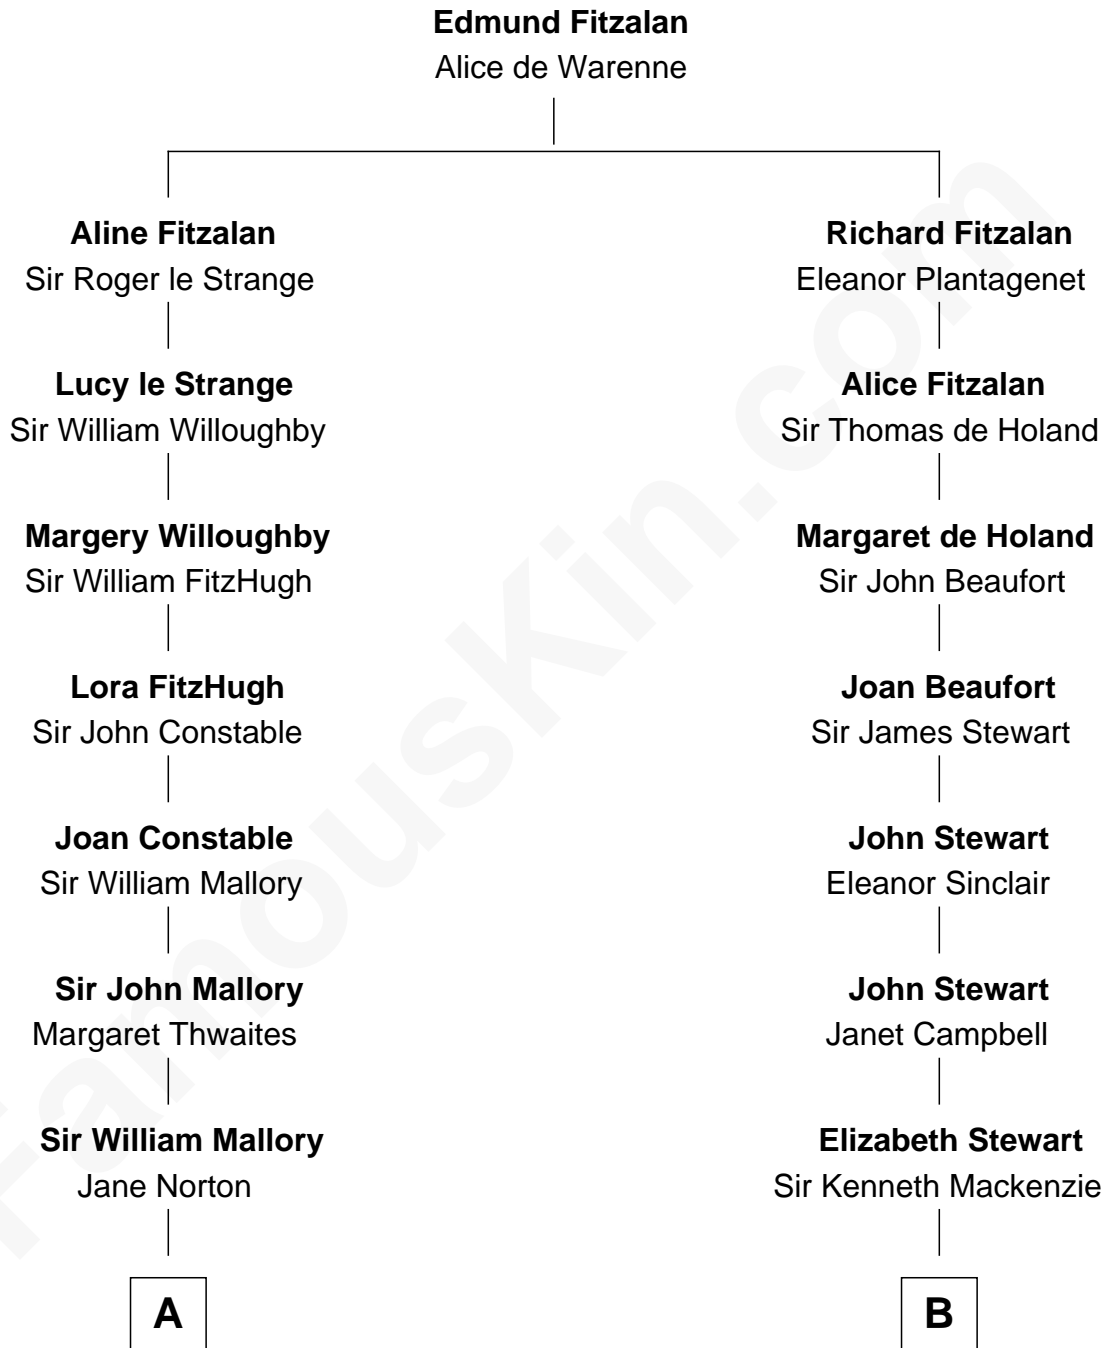 Edmund Fitzalan
Alice de Warenne
Aline Fitzalan
Sir Roger le Strange
Richard Fitzalan
Eleanor Plantagenet
Lucy le Strange
Sir William Willoughby
Alice Fitzalan
Sir Thomas de Holand
Margery Willoughby
Sir William FitzHugh
Margaret de Holand
Sir John Beaufort
Lora FitzHugh
Sir John Constable
Joan Beaufort
Sir James Stewart
Joan Constable
Sir William Mallory
John Stewart
Eleanor Sinclair
Sir John Mallory
Margaret Thwaites
John Stewart
Janet Campbell
Sir William Mallory
Jane Norton
Elizabeth Stewart
Sir Kenneth Mackenzie
A
B
FamousKin.com